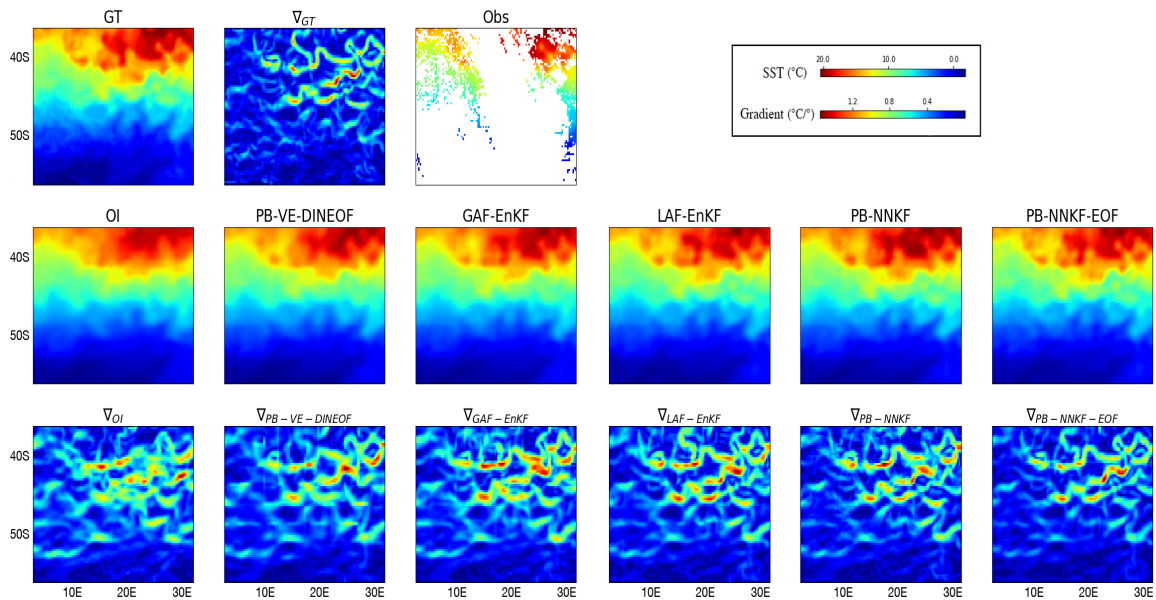 GT ∇GT Obs
40S
50S
20.0 10.0 0.0
SST (°C)
1.2 0.8 0.4
Gradient (°C/°)
OI PB-VE-DINEOF GAF-EnKF LAF-EnKF PB-NNKF PB-NNKF-EOF
40S
50S
∇OI ∇PB−VE−DINEOF ∇GAF−EnKF ∇LAF−EnKF ∇PB−NNKF ∇PB−NNKF−EOF
40S
50S
10E 20E 30E 10E 20E 30E 10E 20E 30E 10E 20E 30E 10E 20E 30E 10E 20E 30E